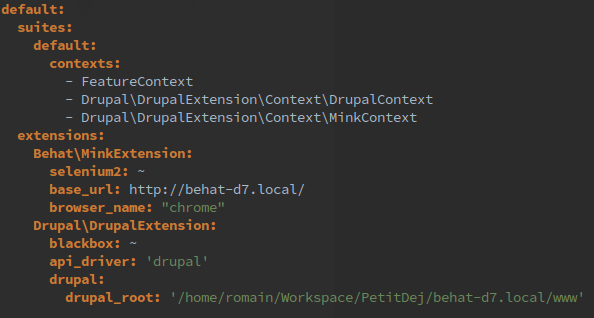 default:
  suites:
    default:
      contexts:
        - FeatureContext
        - Drupal\DrupalExtension\Context\DrupalContext
        - Drupal\DrupalExtension\Context\MinkContext
  extensions:
    Behat\MinkExtension:
      selenium2: ~
      base_url: http://behat-d7.local/
      browser_name: "chrome"
    Drupal\DrupalExtension:
      blackbox: ~
      api_driver: 'drupal'
      drupal:
        drupal_root: '/home/romain/Workspace/PetitDej/behat-d7.local/www'